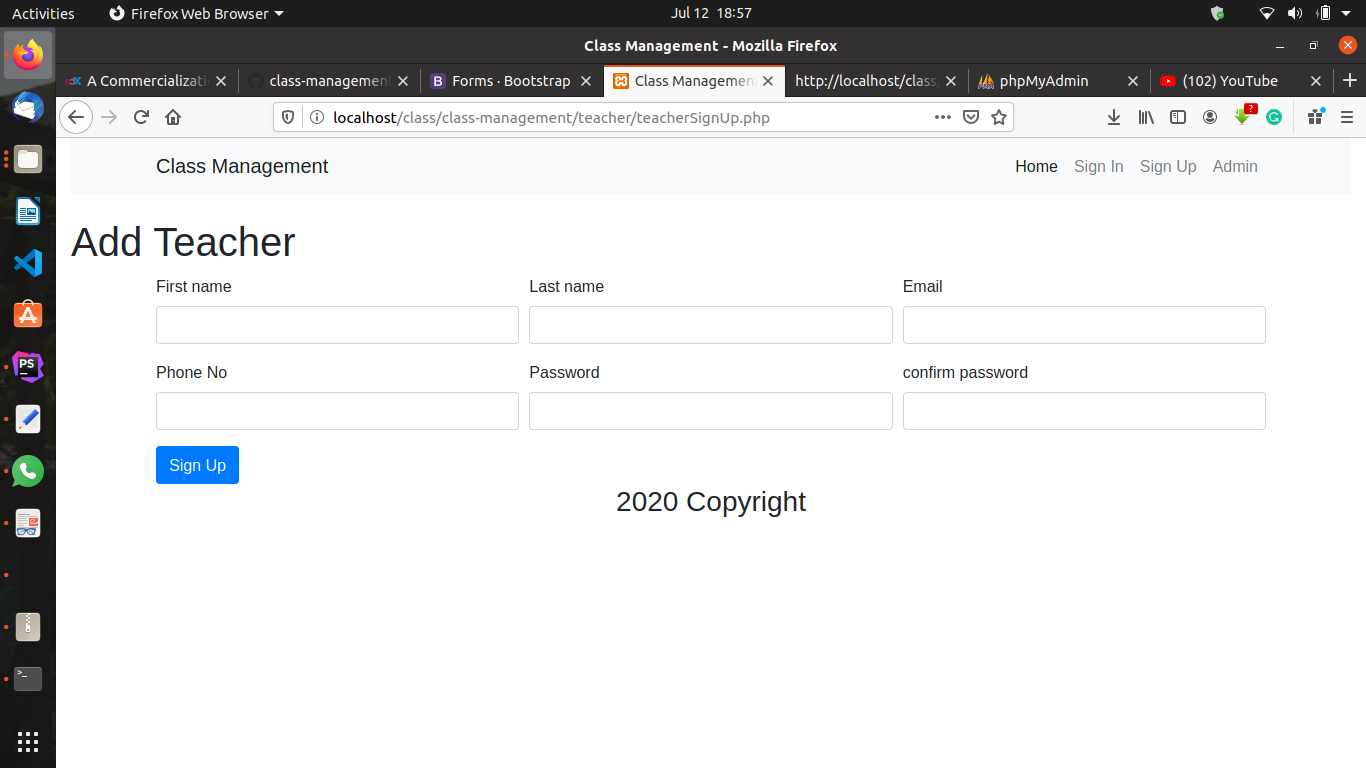 Activities Firefox Web Browser Jul 12 18:57
Class Management - Mozilla Firefox
A Commercializati class-management Forms · Bootstrap Class Management http://localhost/class phpMyAdmin (102) YouTube
localhost/class/class-management/teacher/teacherSignUp.php
Class Management Home Sign In Sign Up Admin
Add Teacher
First name Last name Email
Phone No Password confirm password
Sign Up
2020 Copyright